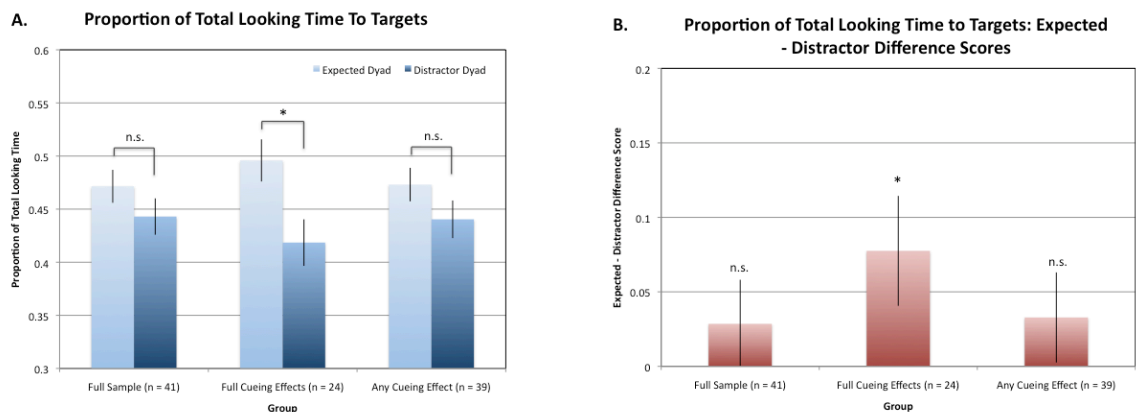 A.
Proportion of Total Looking Time To Targets
0.6
0.55
0.5
0.45
0.4
0.35
0.3
Proportion of Total Looking Time
Expected Dyad
Distractor Dyad
n.s.
*
n.s.
Full Sample (n = 41)
Full Cueing Effects (n = 24)
Any Cueing Effect (n = 39)
Group
B.
Proportion of Total Looking Time to Targets: Expected
- Distractor Difference Scores
0.2
0.15
0.1
0.05
0
Expected - Distractor Difference Score
n.s.
*
n.s.
Full Sample (n = 41)
Full Cueing Effects (n = 24)
Any Cueing Effect (n = 39)
Group